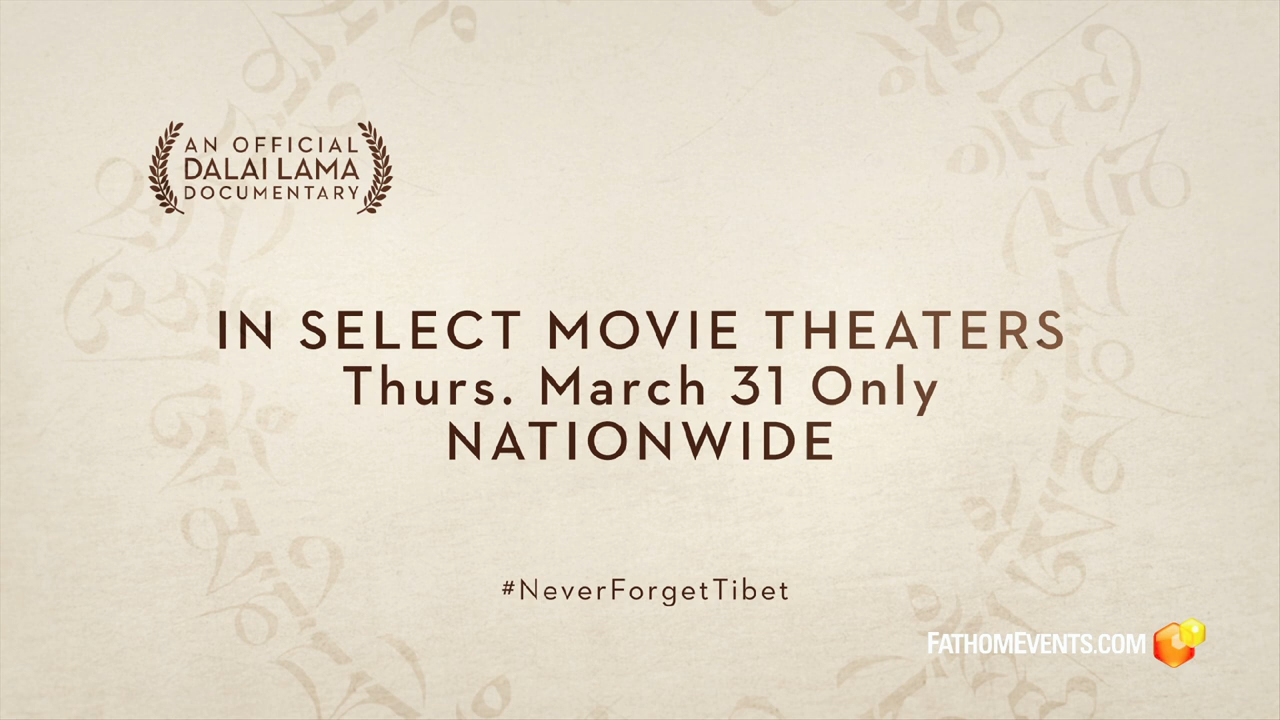 AN OFFICIAL
DALAI LAMA
DOCUMENTARY
IN SELECT MOVIE THEATERS
Thurs. March 31 Only
NATIONWIDE
#NeverForgetTibet
FATHOMEVENTS.COM